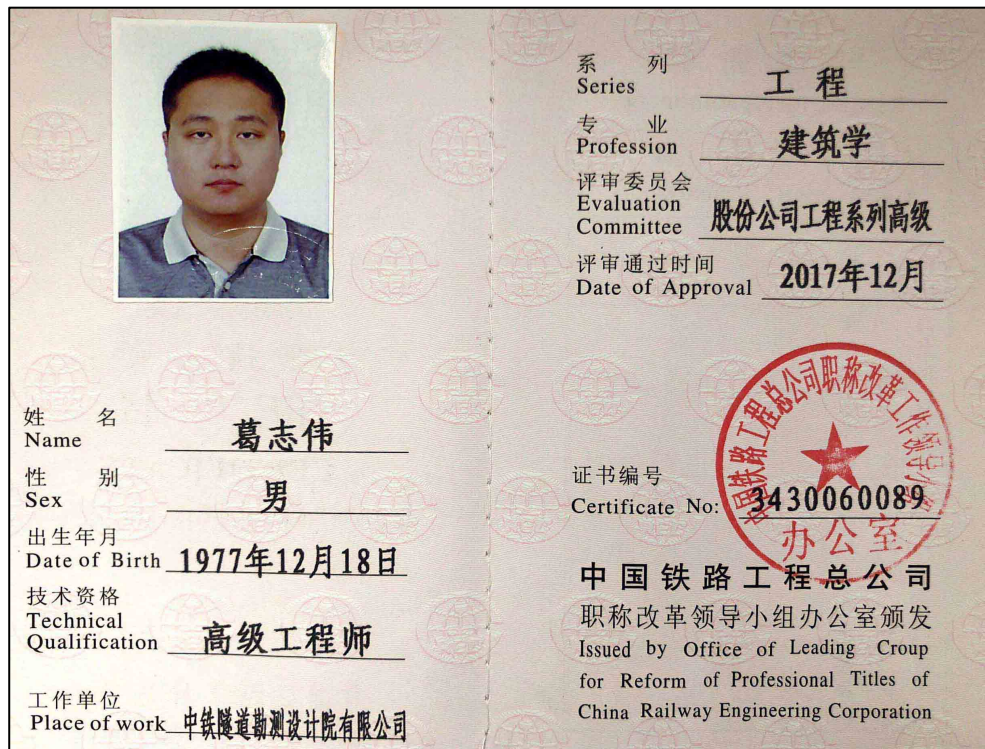 姓名
Name 葛志伟
性别
Sex 男
出生年月
Date of Birth 1977年12月18日
技术资格
Technical
Qualification 高级工程师
工作单位
Place of work 中铁隧道勘测设计院有限公司
系列
Series 工程
专业
Profession 建筑学
评审委员会
Evaluation
Committee 股份公司工程系列高级
评审通过时间
Date of Approval 2017年12月
中国铁路工程总公司职称改革工作领导小组
办公室
证书编号
Certificate No: 3430060089
中国铁路工程总公司
职称改革领导小组办公室颁发
Issued by Office of Leading Croup
for Reform of Professional Titles of
China Railway Engineering Corporation